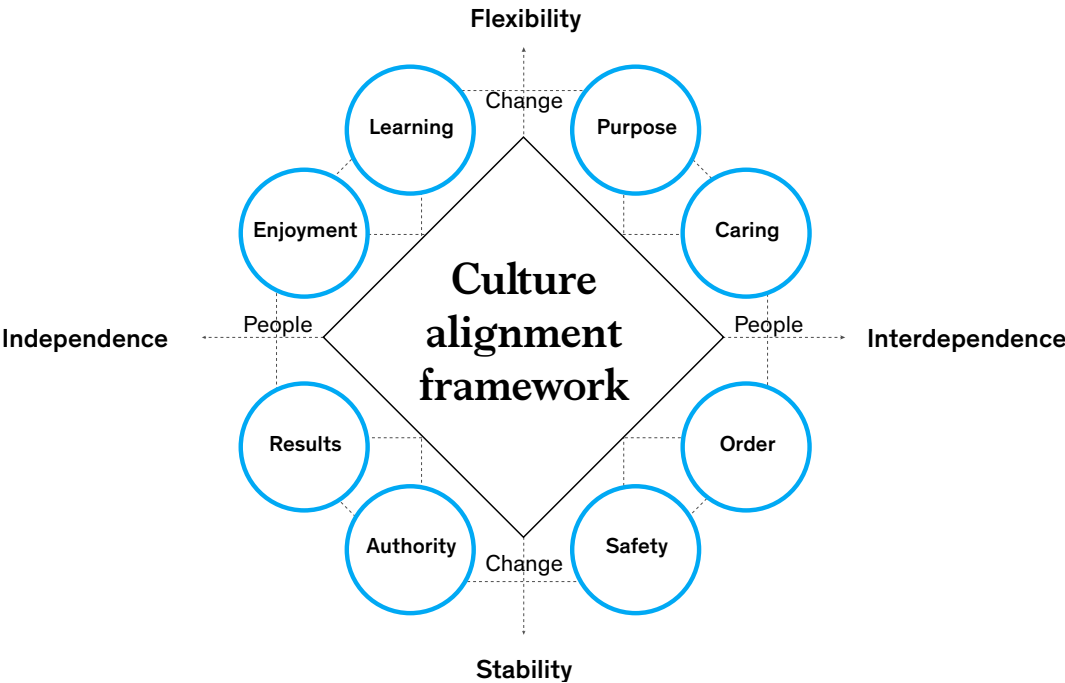 Flexibility
Change
Learning
Purpose
Enjoyment
Caring
Culture
alignment
framework
People
People
Independence
Interdependence
Results
Order
Authority
Safety
Change
Stability